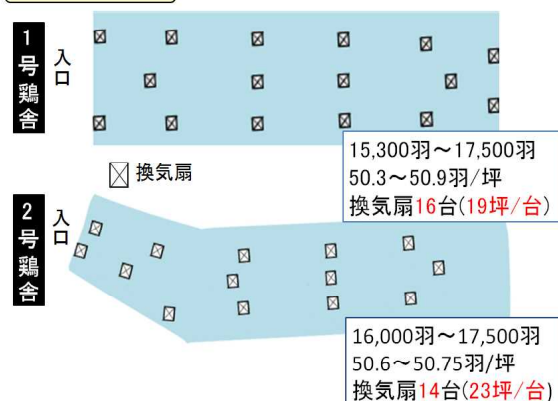 1号鶏舎
入口
15,300羽～17,500羽
50.3～50.9羽/坪
換気扇16台(19坪/台)
換気扇
2号鶏舎
入口
16,000羽～17,500羽
50.6～50.75羽/坪
換気扇14台(23坪/台)